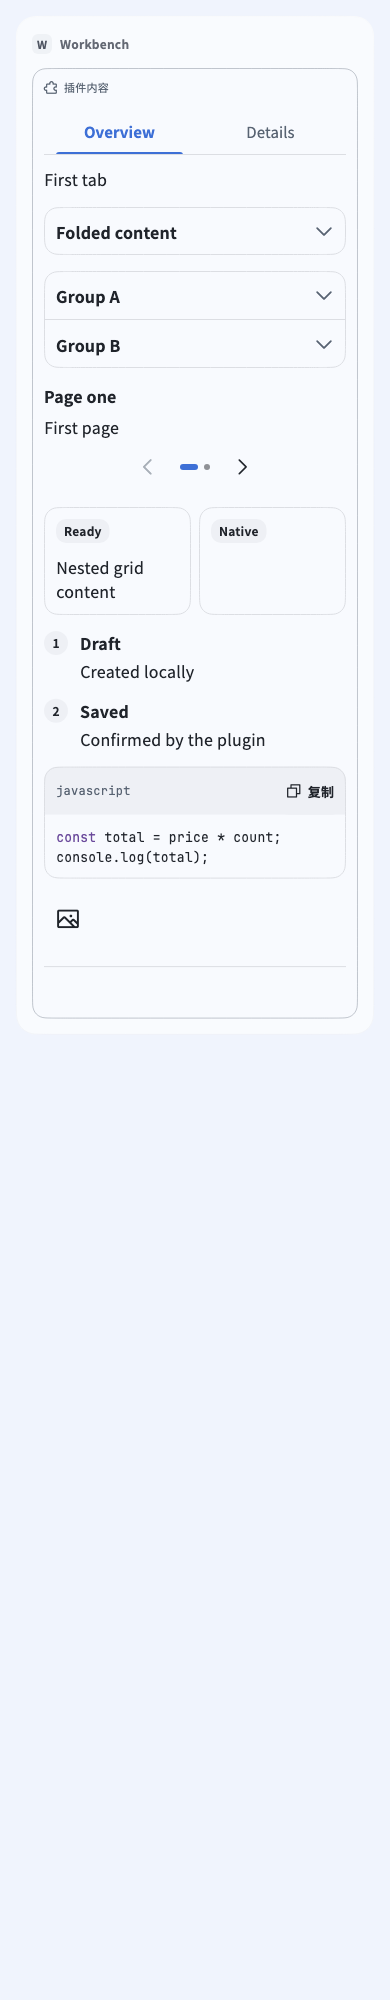 W Workbench
插件内容
Overview Details
First tab
Folded content
Group A
Group B
Page one
First page
Ready
Nested grid
content
Native
1 Draft
Created locally
2 Saved
Confirmed by the plugin
javascript 复制
const total = price * count;
console.log(total);